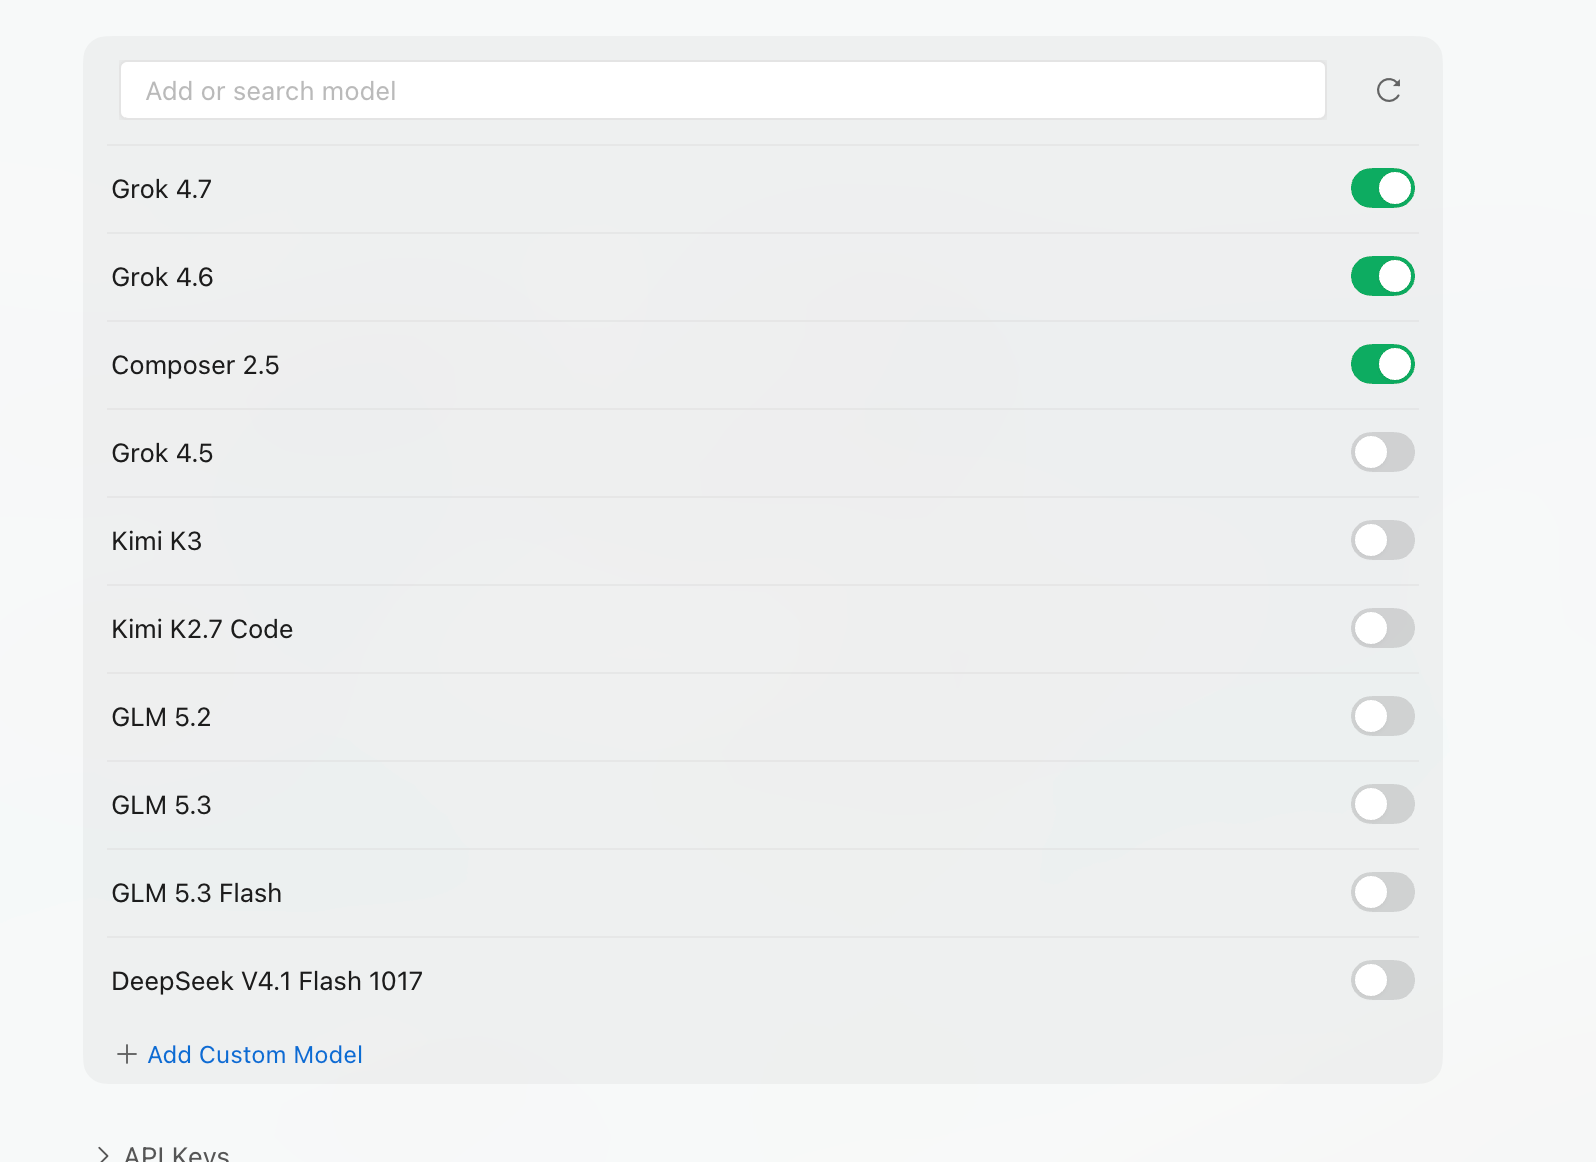 Add or search model
Grok 4.7
Grok 4.6
Composer 2.5
Grok 4.5
Kimi K3
Kimi K2.7 Code
GLM 5.2
GLM 5.3
GLM 5.3 Flash
DeepSeek V4.1 Flash 1017
Add Custom Model
API Keys